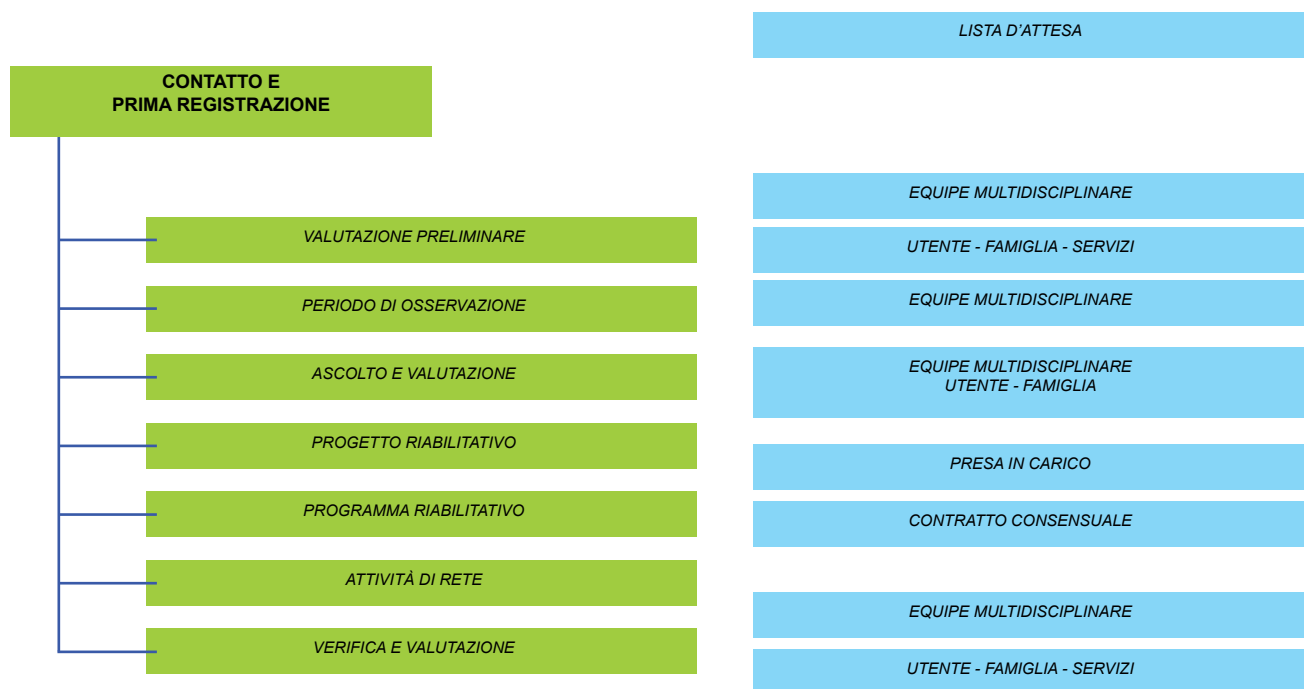 LISTA D'ATTESA
CONTATTO E
PRIMA REGISTRAZIONE
EQUIPE MULTIDISCIPLINARE
VALUTAZIONE PRELIMINARE
UTENTE - FAMIGLIA - SERVIZI
PERIODO DI OSSERVAZIONE
EQUIPE MULTIDISCIPLINARE
ASCOLTO E VALUTAZIONE
EQUIPE MULTIDISCIPLINARE
UTENTE - FAMIGLIA
PROGETTO RIABILITATIVO
PRESA IN CARICO
PROGRAMMA RIABILITATIVO
CONTRATTO CONSENSUALE
ATTIVITÀ DI RETE
EQUIPE MULTIDISCIPLINARE
VERIFICA E VALUTAZIONE
UTENTE - FAMIGLIA - SERVIZI